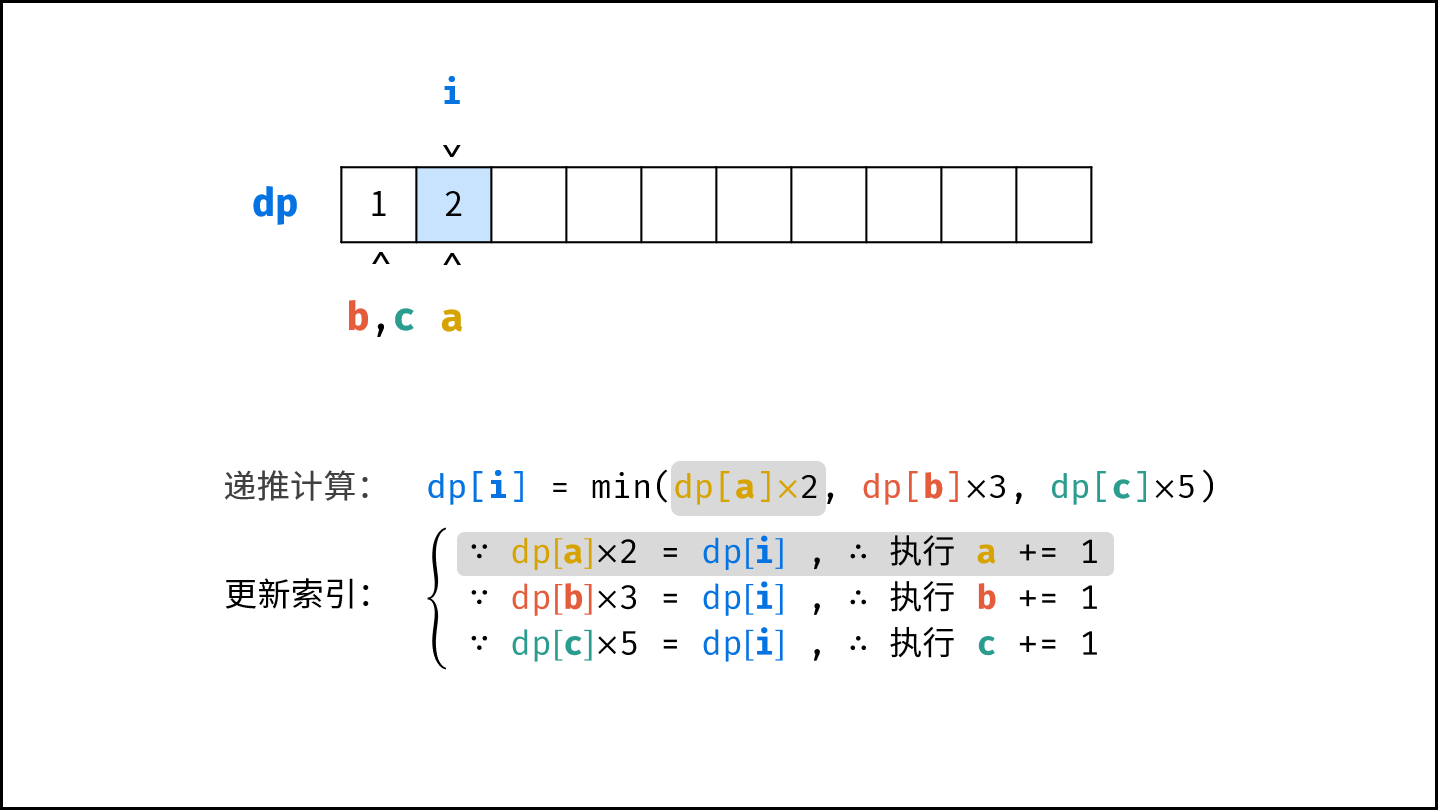 i
dp 1 2
b,c a
递推计算： dp[i] = min(dp[a]×2, dp[b]×3, dp[c]×5)
∵ dp[a]×2 = dp[i] , ∴ 执行 a += 1
更新索引： ∵ dp[b]×3 = dp[i] , ∴ 执行 b += 1
∵ dp[c]×5 = dp[i] , ∴ 执行 c += 1